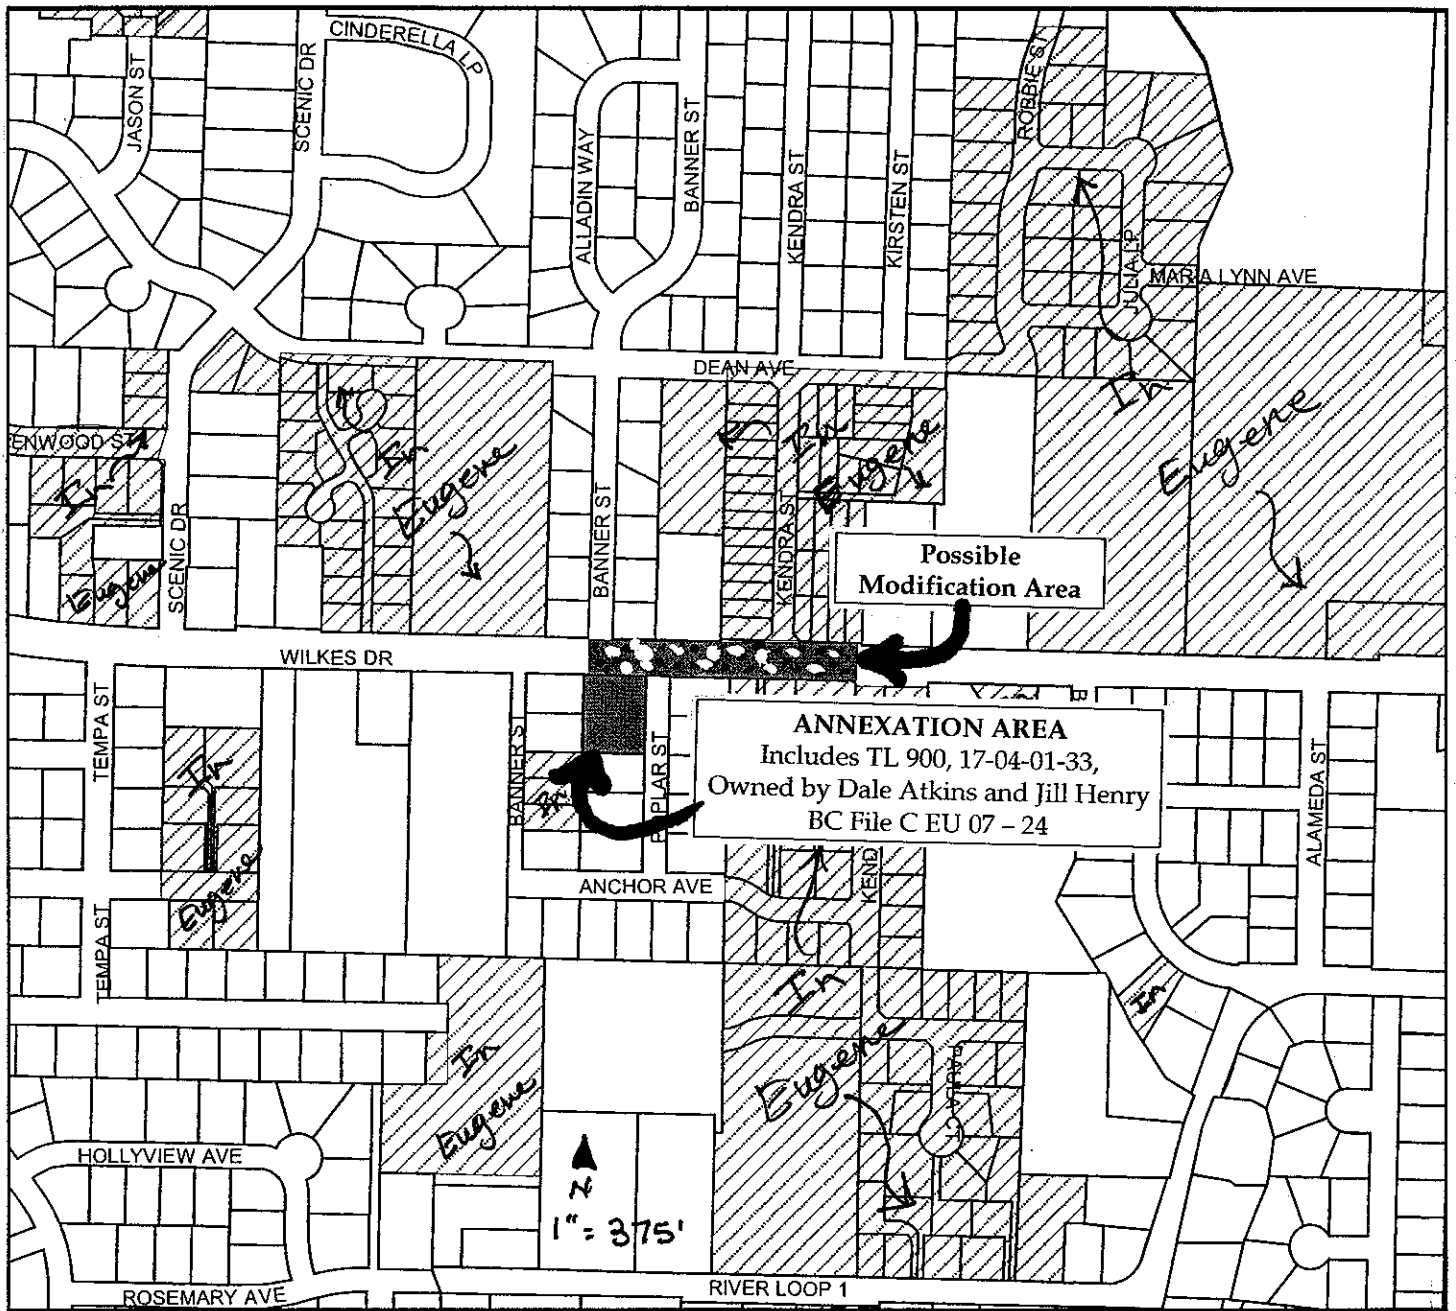 CINDERELLA LP
JASON ST
SCENIC DR
ALLADIN WAY
BANNER ST
KENDRA ST
KIRSTEN ST
ROBBIE ST
JULIA LP
MARIA LYNN AVE
DEAN AVE
In
Eugene
In
Eugene
In
Eugene
In
Eugene
ENWOOD ST
SCENIC DR
BANNER ST
KENDRA ST
Possible
Modification Area
WILKES DR
TEMPA ST
BANNER ST
ANNEXATION AREA
Includes TL 900, 17-04-01-33,
Owned by Dale Atkins and Jill Henry
BC File C EU 07 – 24
ALAMEDA ST
In
Eugene
ANCHOR AVE
KEND
TEMPA ST
In
Eugene
In
In
Eugene
HOLLYVIEW AVE
N
1" = 375'
RIVER LOOP 1
ROSEMARY AVE